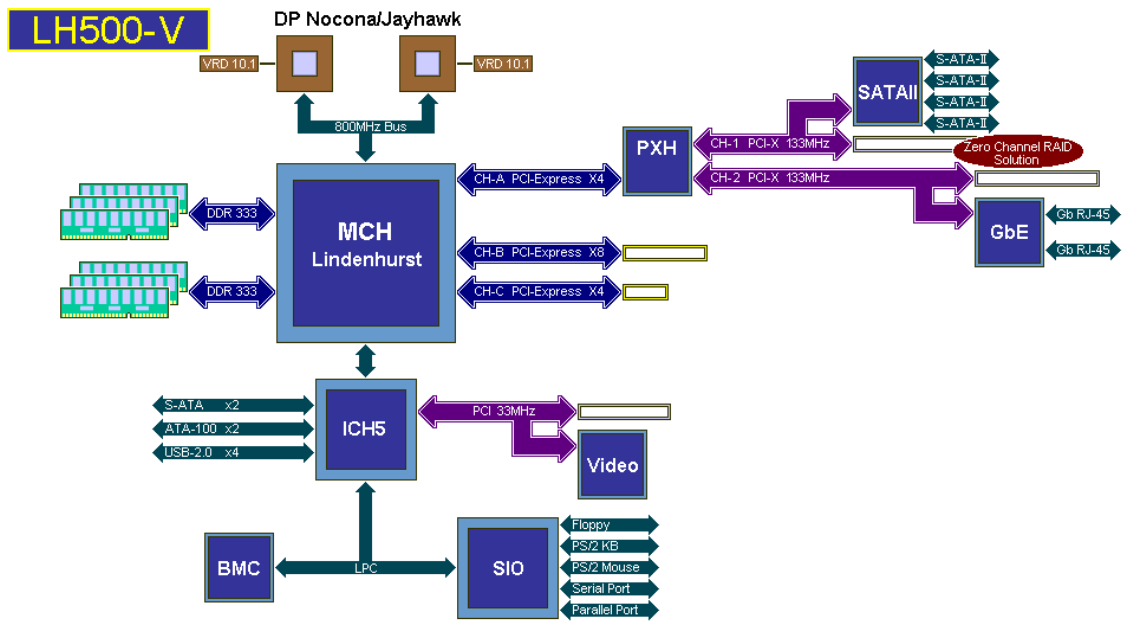 LH500-V
DP Nocona/Jayhawk
VRD 10.1
VRD 10.1
800MHz Bus
SATAII
S-ATA-II
S-ATA-II
S-ATA-II
S-ATA-II
PXH
CH-1 PCI-X 133MHz
Zero Channel RAID
Solution
CH-2 PCI-X 133MHz
GbE
Gb RJ-45
Gb RJ-45
CH-A PCI-Express X4
DDR 333
MCH
Lindenhurst
CH-B PCI-Express X8
DDR 333
CH-C PCI-Express X4
S-ATA x2
ATA-100 x2
USB-2.0 x4
ICH5
PCI 33MHz
Video
BMC
LPC
SIO
Floppy
PS/2 KB
PS/2 Mouse
Serial Port
Parallel Port